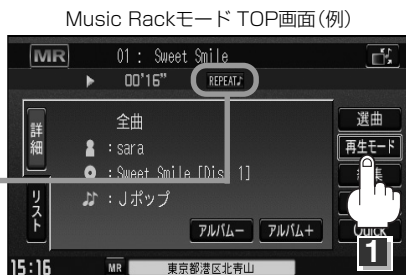 Music Rackモード TOP画面(例)
MR 01: Sweet Smile
▶ 00'16" REPEAT♪
詳細
全曲
:sara
:Sweet Smile [Dis 1]
:Jポップ
リスト
選曲
再生モード
アルバムー アルバム+
Quick
1
15:16 MR 東京都港区北青山